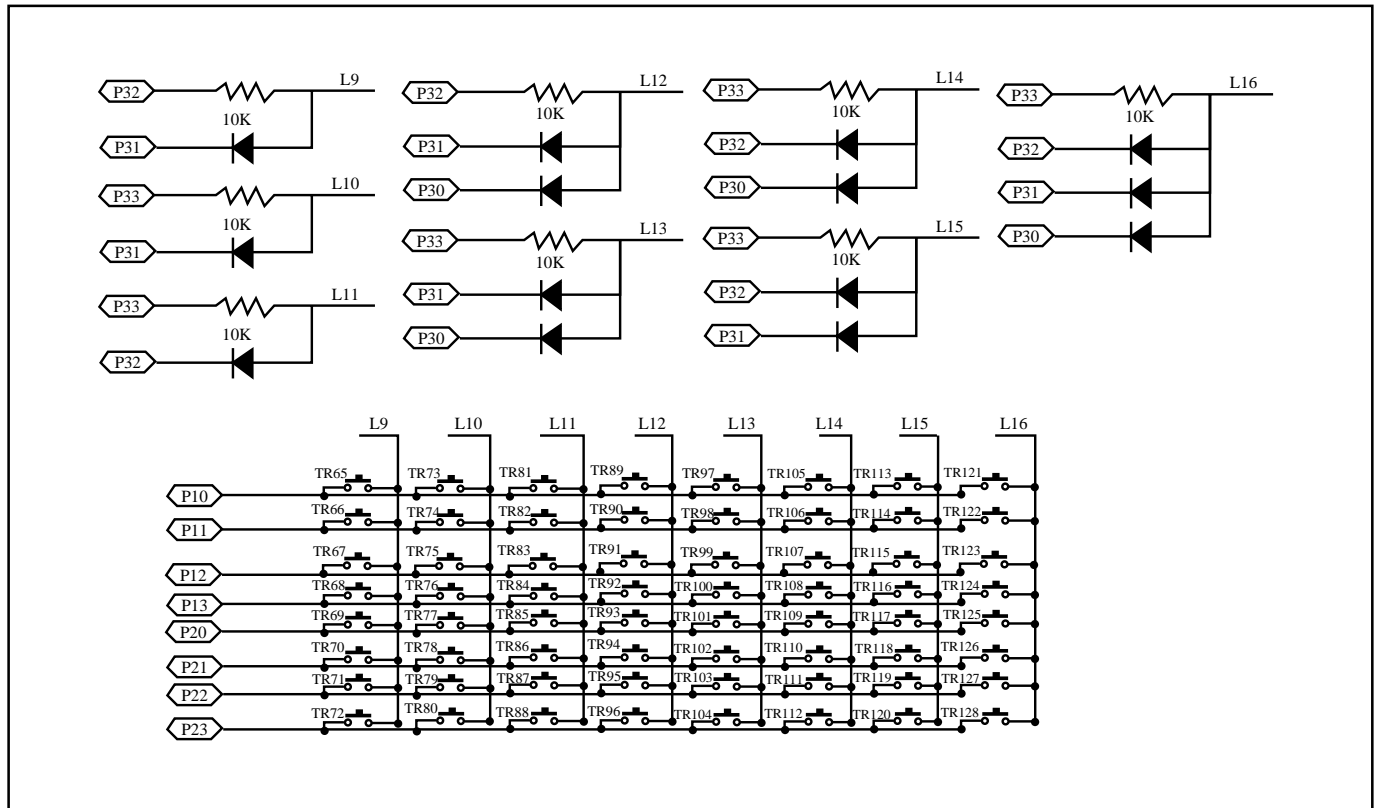 P32 10K L9
P31
P33 10K L10
P31
P33 10K L11
P32
P32 10K L12
P31
P30
P33 10K L13
P31
P30
P33 10K L14
P32
P30
P33 10K L15
P32
P31
P33 10K L16
P32
P31
P30
L9 L10 L11 L12 L13 L14 L15 L16
P10 TR65 TR73 TR81 TR89 TR97 TR105 TR113 TR121
P11 TR66 TR74 TR82 TR90 TR98 TR106 TR114 TR122
P12 TR67 TR75 TR83 TR91 TR99 TR107 TR115 TR123
P13 TR68 TR76 TR84 TR92 TR100 TR108 TR116 TR124
P20 TR69 TR77 TR85 TR93 TR101 TR109 TR117 TR125
P21 TR70 TR78 TR86 TR94 TR102 TR110 TR118 TR126
P22 TR71 TR79 TR87 TR95 TR103 TR111 TR119 TR127
P23 TR72 TR80 TR88 TR96 TR104 TR112 TR120 TR128